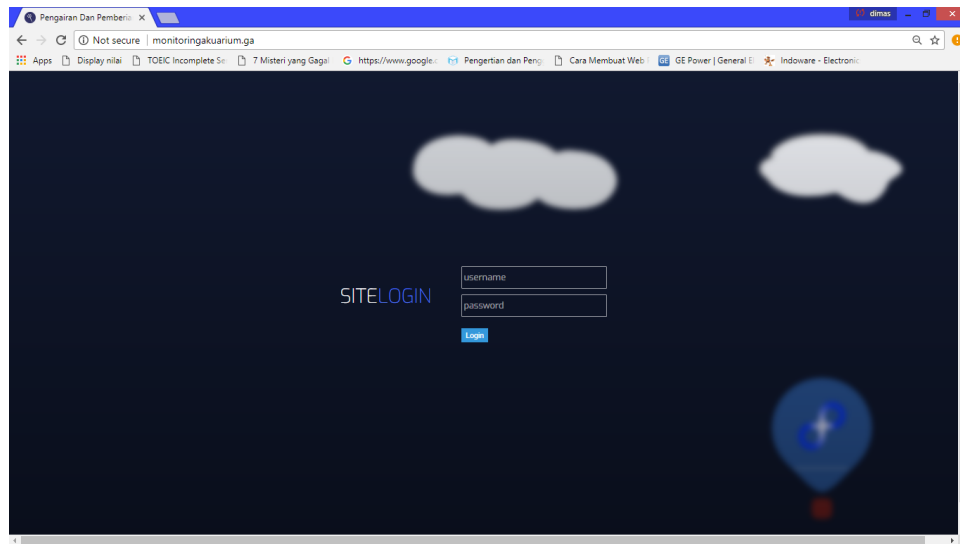 Pengairan Dan Pemberia
dimas
Not secure | monitoringakuarium.ga
Apps Display nilai TOEIC Incomplete Se 7 Misteri yang Gagal https://www.google.c Pengertian dan Peng Cara Membuat Web GE GE Power | General E Indoware - Electronic
username
SITELOGIN
password
Login